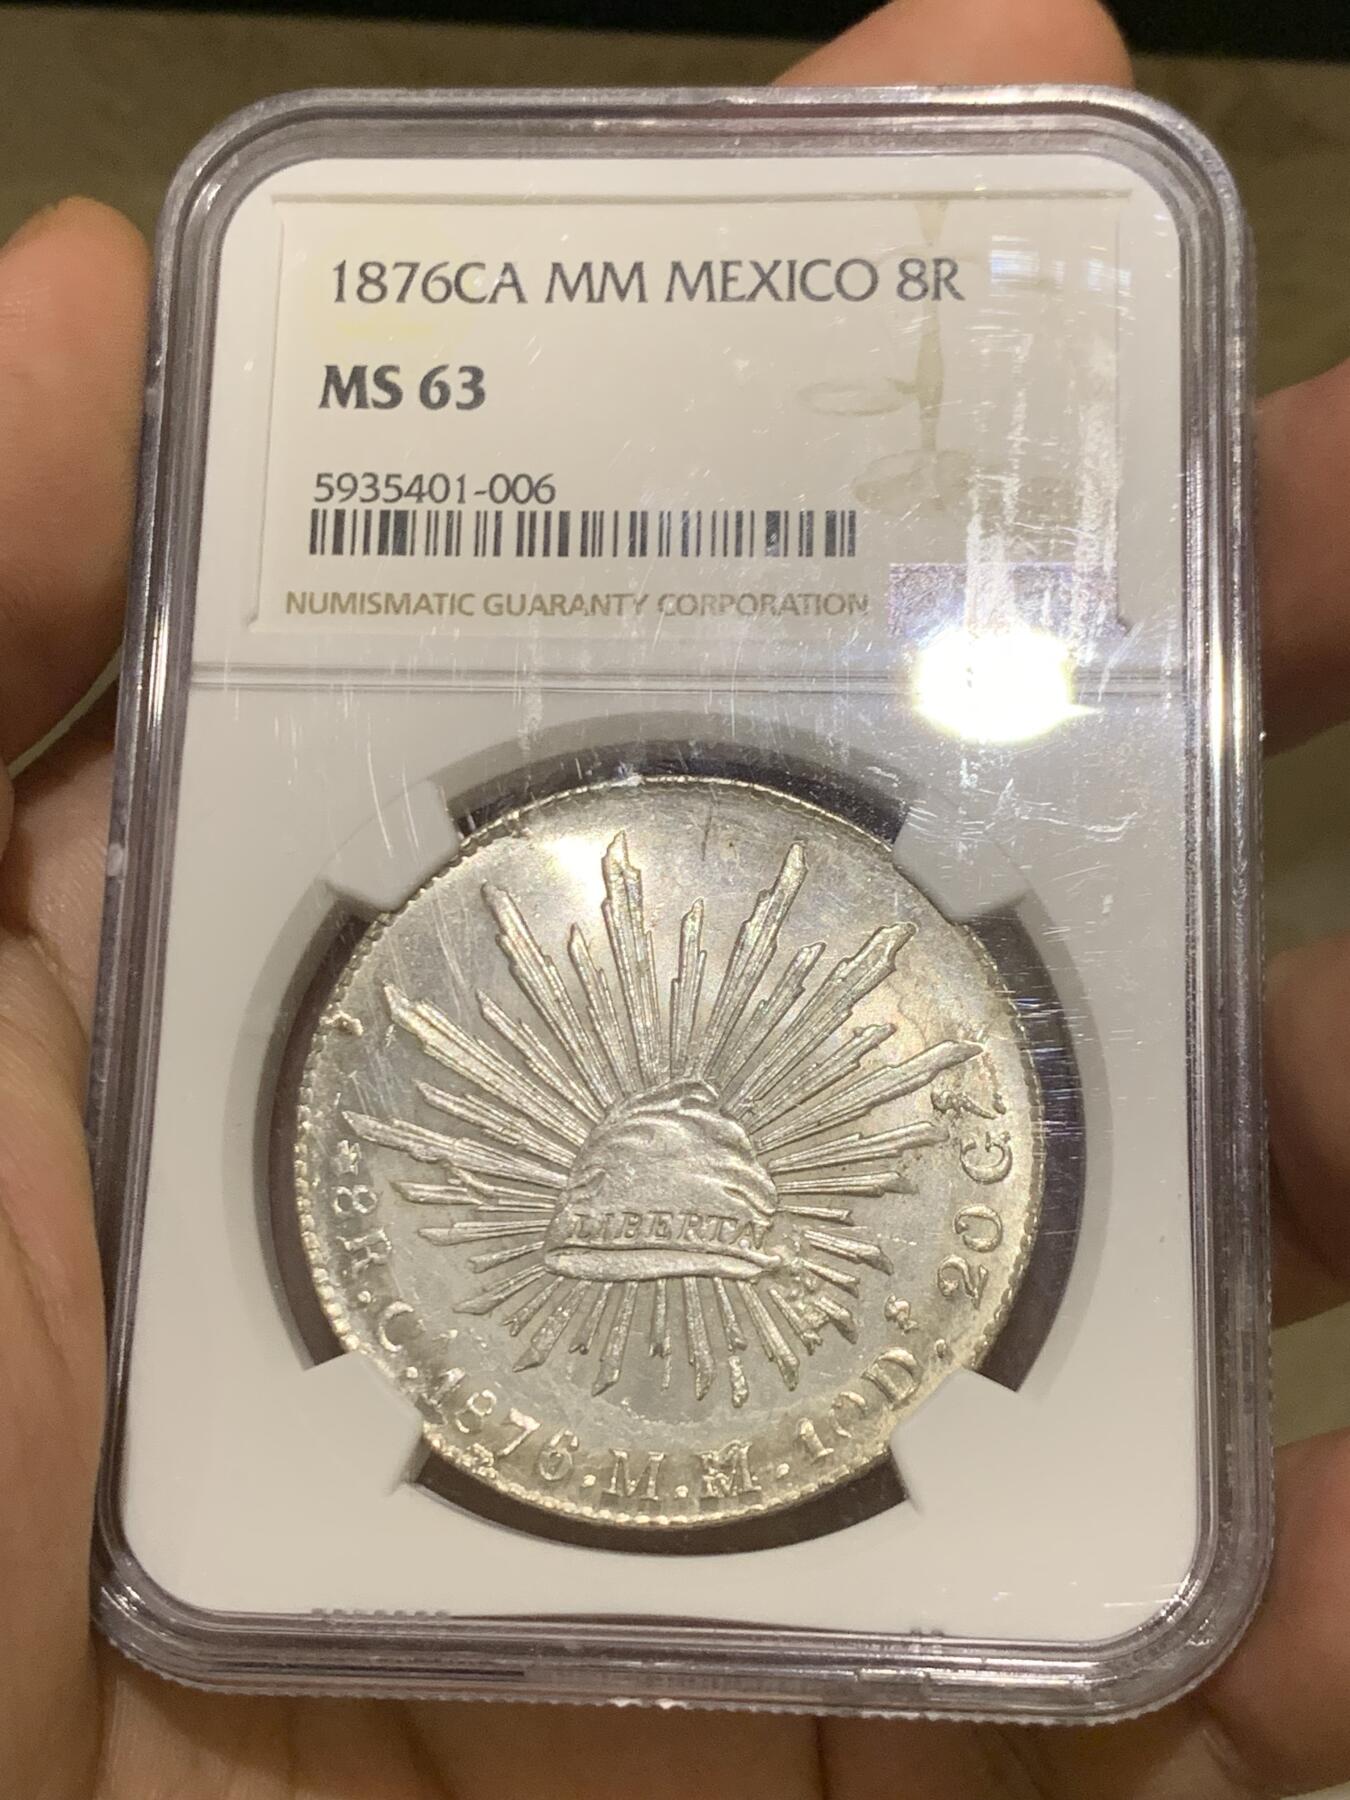 1876CA MM MEXICO 8R
MS 63
5935401-006
NUMISMATIC GUARANTY CORPORATION
LIBERTA
8R. CA. 1876. M. M. 10D. 20G